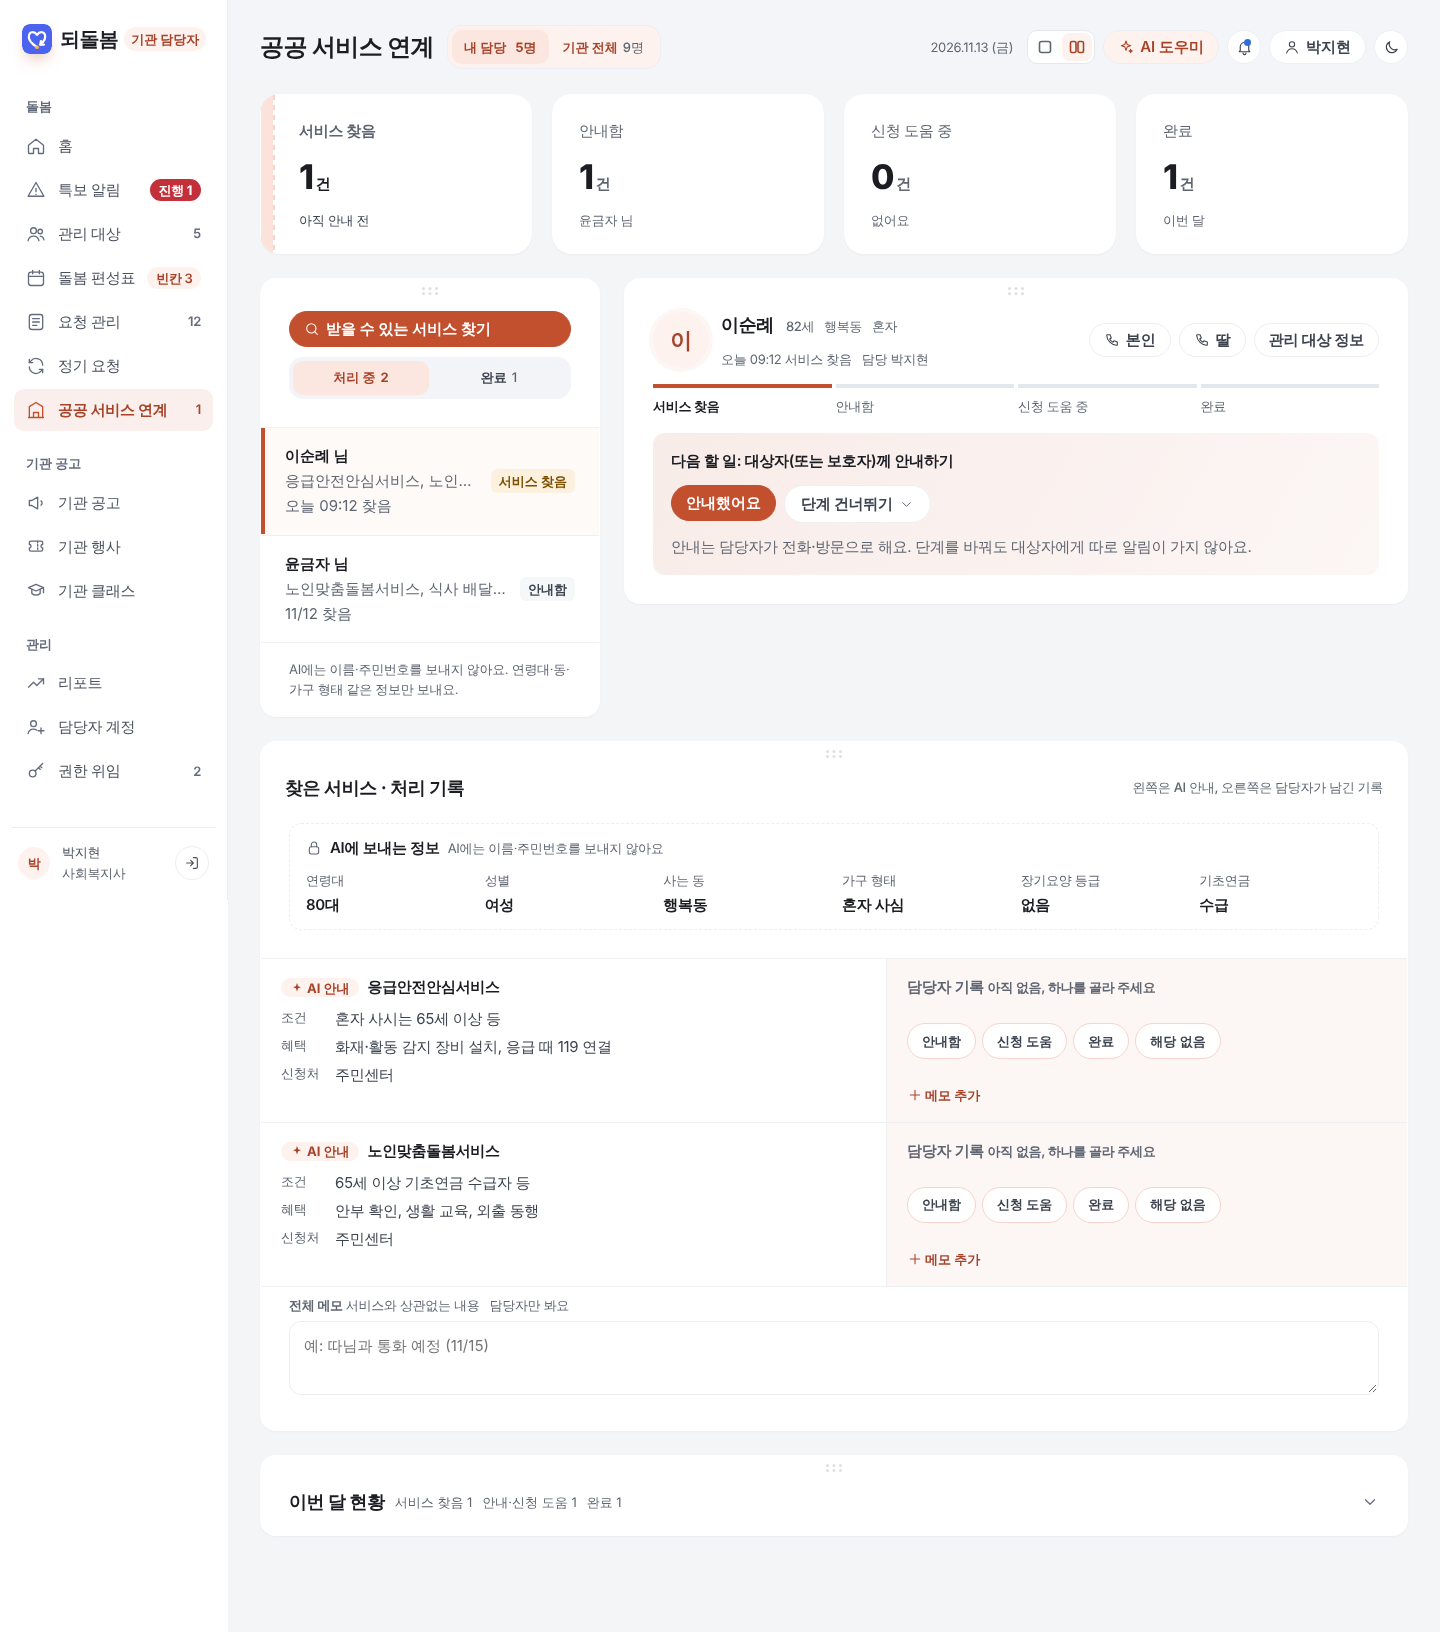 되돌봄 기관 담당자
돌봄
홈
특보 알림 진행 1
관리 대상 5
돌봄 편성표 빈칸 3
요청 관리 12
정기 요청
공공 서비스 연계 1
기관 공고
기관 공고
기관 행사
기관 클래스
관리
리포트
담당자 계정
권한 위임 2
박 박지현
사회복지사
공공 서비스 연계 내 담당 5명 기관 전체 9명
2026.11.13 (금) AI 도우미 박지현
서비스 찾음
1건
아직 안내 전
안내함
1건
윤금자 님
신청 도움 중
0건
없어요
완료
1건
이번 달
받을 수 있는 서비스 찾기
처리 중 2 완료 1
이순례 님
응급안전안심서비스, 노인... 서비스 찾음
오늘 09:12 찾음
윤금자 님
노인맞춤돌봄서비스, 식사 배달... 안내함
11/12 찾음
AI에는 이름·주민번호를 보내지 않아요. 연령대·동·
가구 형태 같은 정보만 보내요.
이 이순례 82세 행복동 혼자
오늘 09:12 서비스 찾음 담당 박지현
본인 딸 관리 대상 정보
서비스 찾음 안내함 신청 도움 중 완료
다음 할 일: 대상자(또는 보호자)께 안내하기
안내했어요 단계 건너뛰기
안내는 담당자가 전화·방문으로 해요. 단계를 바꿔도 대상자에게 따로 알림이 가지 않아요.
찾은 서비스 · 처리 기록 왼쪽은 AI 안내, 오른쪽은 담당자가 남긴 기록
AI에 보내는 정보 AI에는 이름·주민번호를 보내지 않아요
연령대 성별 사는 동 가구 형태 장기요양 등급 기초연금
80대 여성 행복동 혼자 사심 없음 수급
AI 안내 응급안전안심서비스
조건 혼자 사시는 65세 이상 등
혜택 화재·활동 감지 장비 설치, 응급 때 119 연결
신청처 주민센터
담당자 기록 아직 없음, 하나를 골라 주세요
안내함 신청 도움 완료 해당 없음
메모 추가
AI 안내 노인맞춤돌봄서비스
조건 65세 이상 기초연금 수급자 등
혜택 안부 확인, 생활 교육, 외출 동행
신청처 주민센터
담당자 기록 아직 없음, 하나를 골라 주세요
안내함 신청 도움 완료 해당 없음
메모 추가
전체 메모 서비스와 상관없는 내용 담당자만 봐요
예: 따님과 통화 예정 (11/15)
이번 달 현황 서비스 찾음 1 안내·신청 도움 1 완료 1